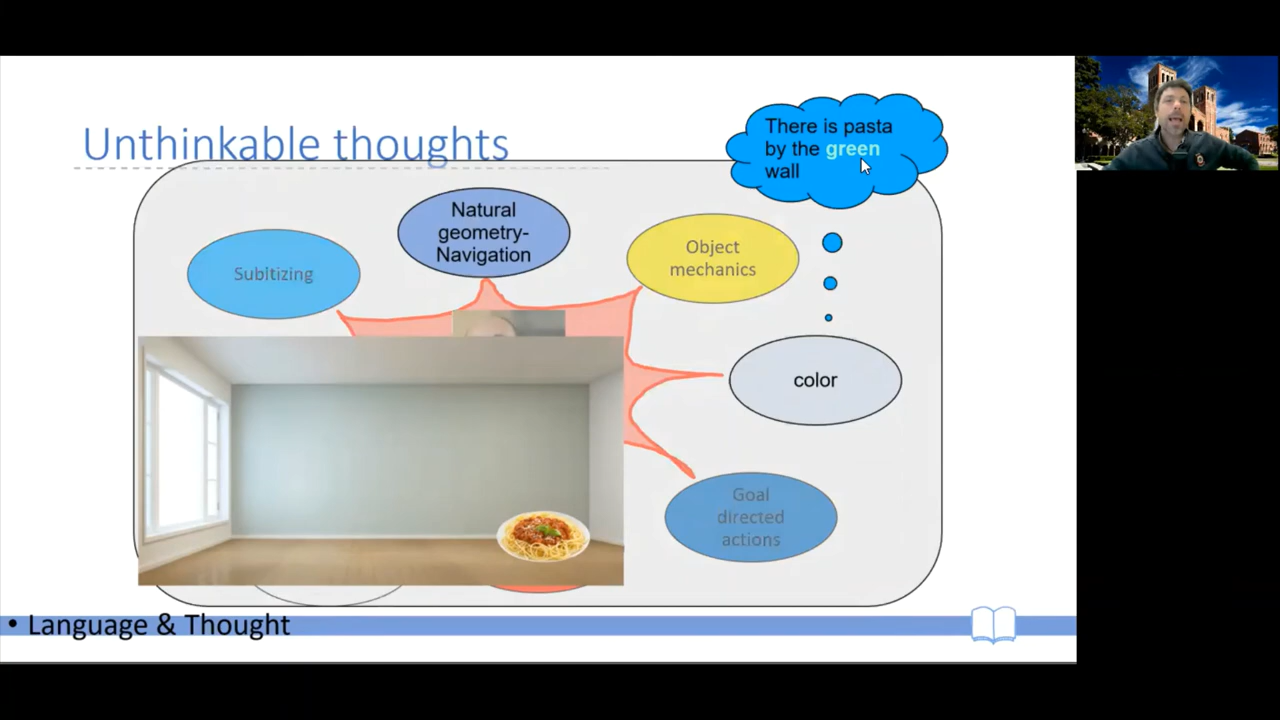 Unthinkable thoughts
There is pasta
by the green
wall
Natural
geometry-
Navigation
Object
mechanics
Subitizing
color
Goal
directed
actions
• Language & Thought